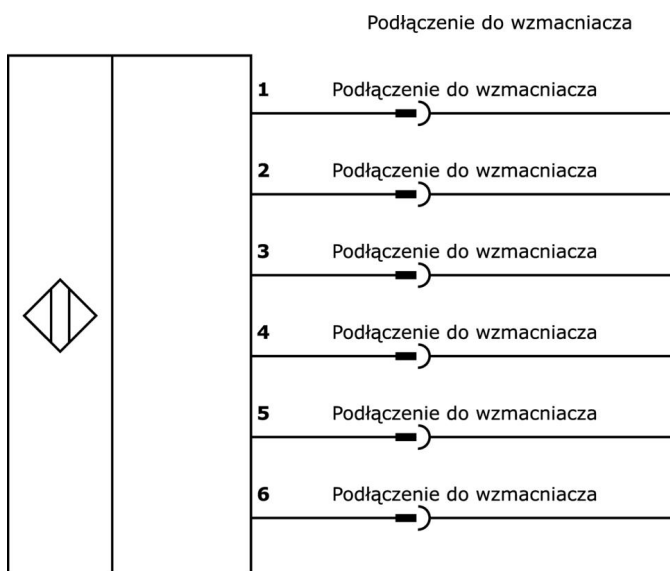 Podłączenie do wzmacniacza
1 Podłączenie do wzmacniacza
2 Podłączenie do wzmacniacza
3 Podłączenie do wzmacniacza
4 Podłączenie do wzmacniacza
5 Podłączenie do wzmacniacza
6 Podłączenie do wzmacniacza